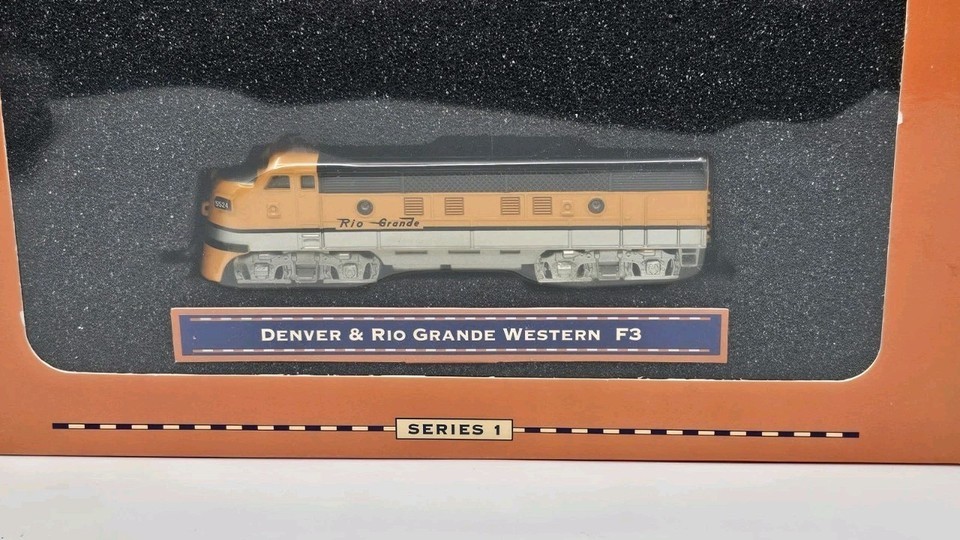 5524
Rio Grande
DENVER & RIO GRANDE WESTERN F3
SERIES 1